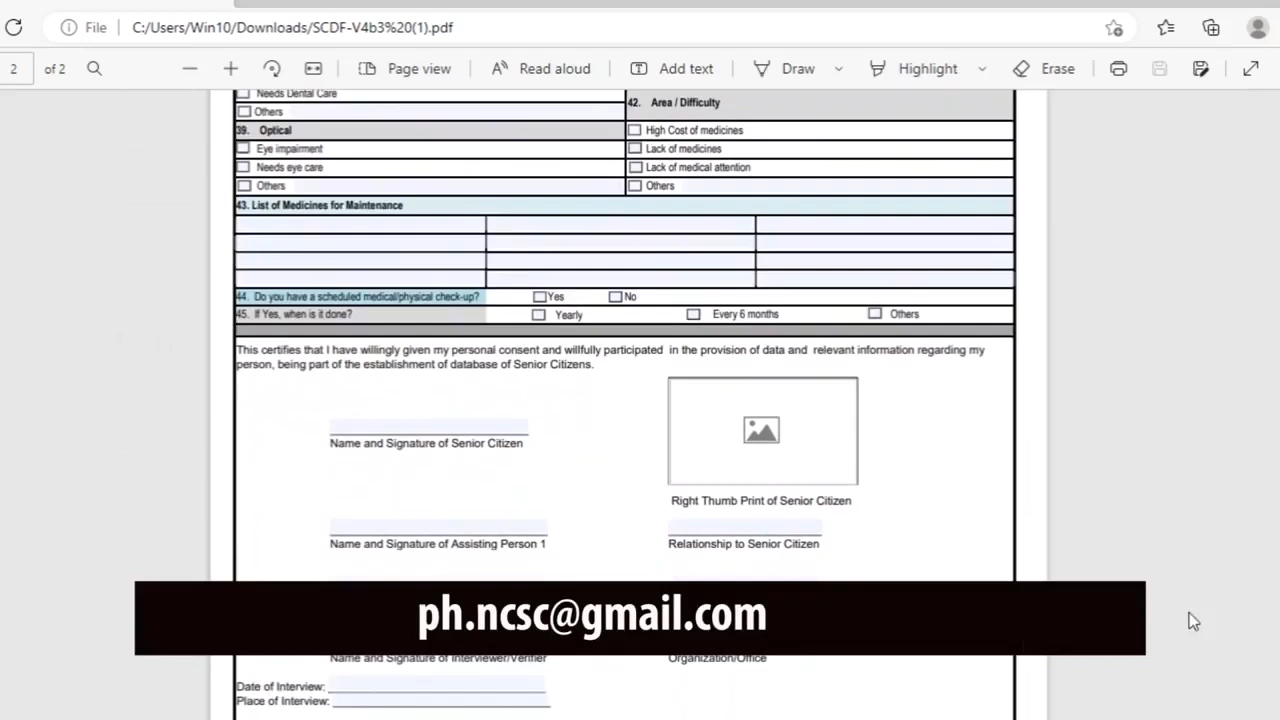 File C:/Users/Win10/Downloads/SCDF-V4b3%20(1).pdf
2 of 2 Page view Read aloud Add text Draw Highlight Erase
Needs Dental Care
Others
42. Area / Difficulty
39. Optical
High Cost of medicines
Eye impairment
Lack of medicines
Needs eye care
Lack of medical attention
Others
Others
43. List of Medicines for Maintenance
44. Do you have a scheduled medical/physical check-up? Yes No
45. If Yes, when is it done? Yearly Every 6 months Others
This certifies that I have willingly given my personal consent and willfully participated in the provision of data and relevant information regarding my
person, being part of the establishment of database of Senior Citizens.
Name and Signature of Senior Citizen
Right Thumb Print of Senior Citizen
Name and Signature of Assisting Person 1
Relationship to Senior Citizen
ph.ncsc@gmail.com
Name and Signature of Interviewer/Verifier
Organization/Office
Date of Interview:
Place of Interview: